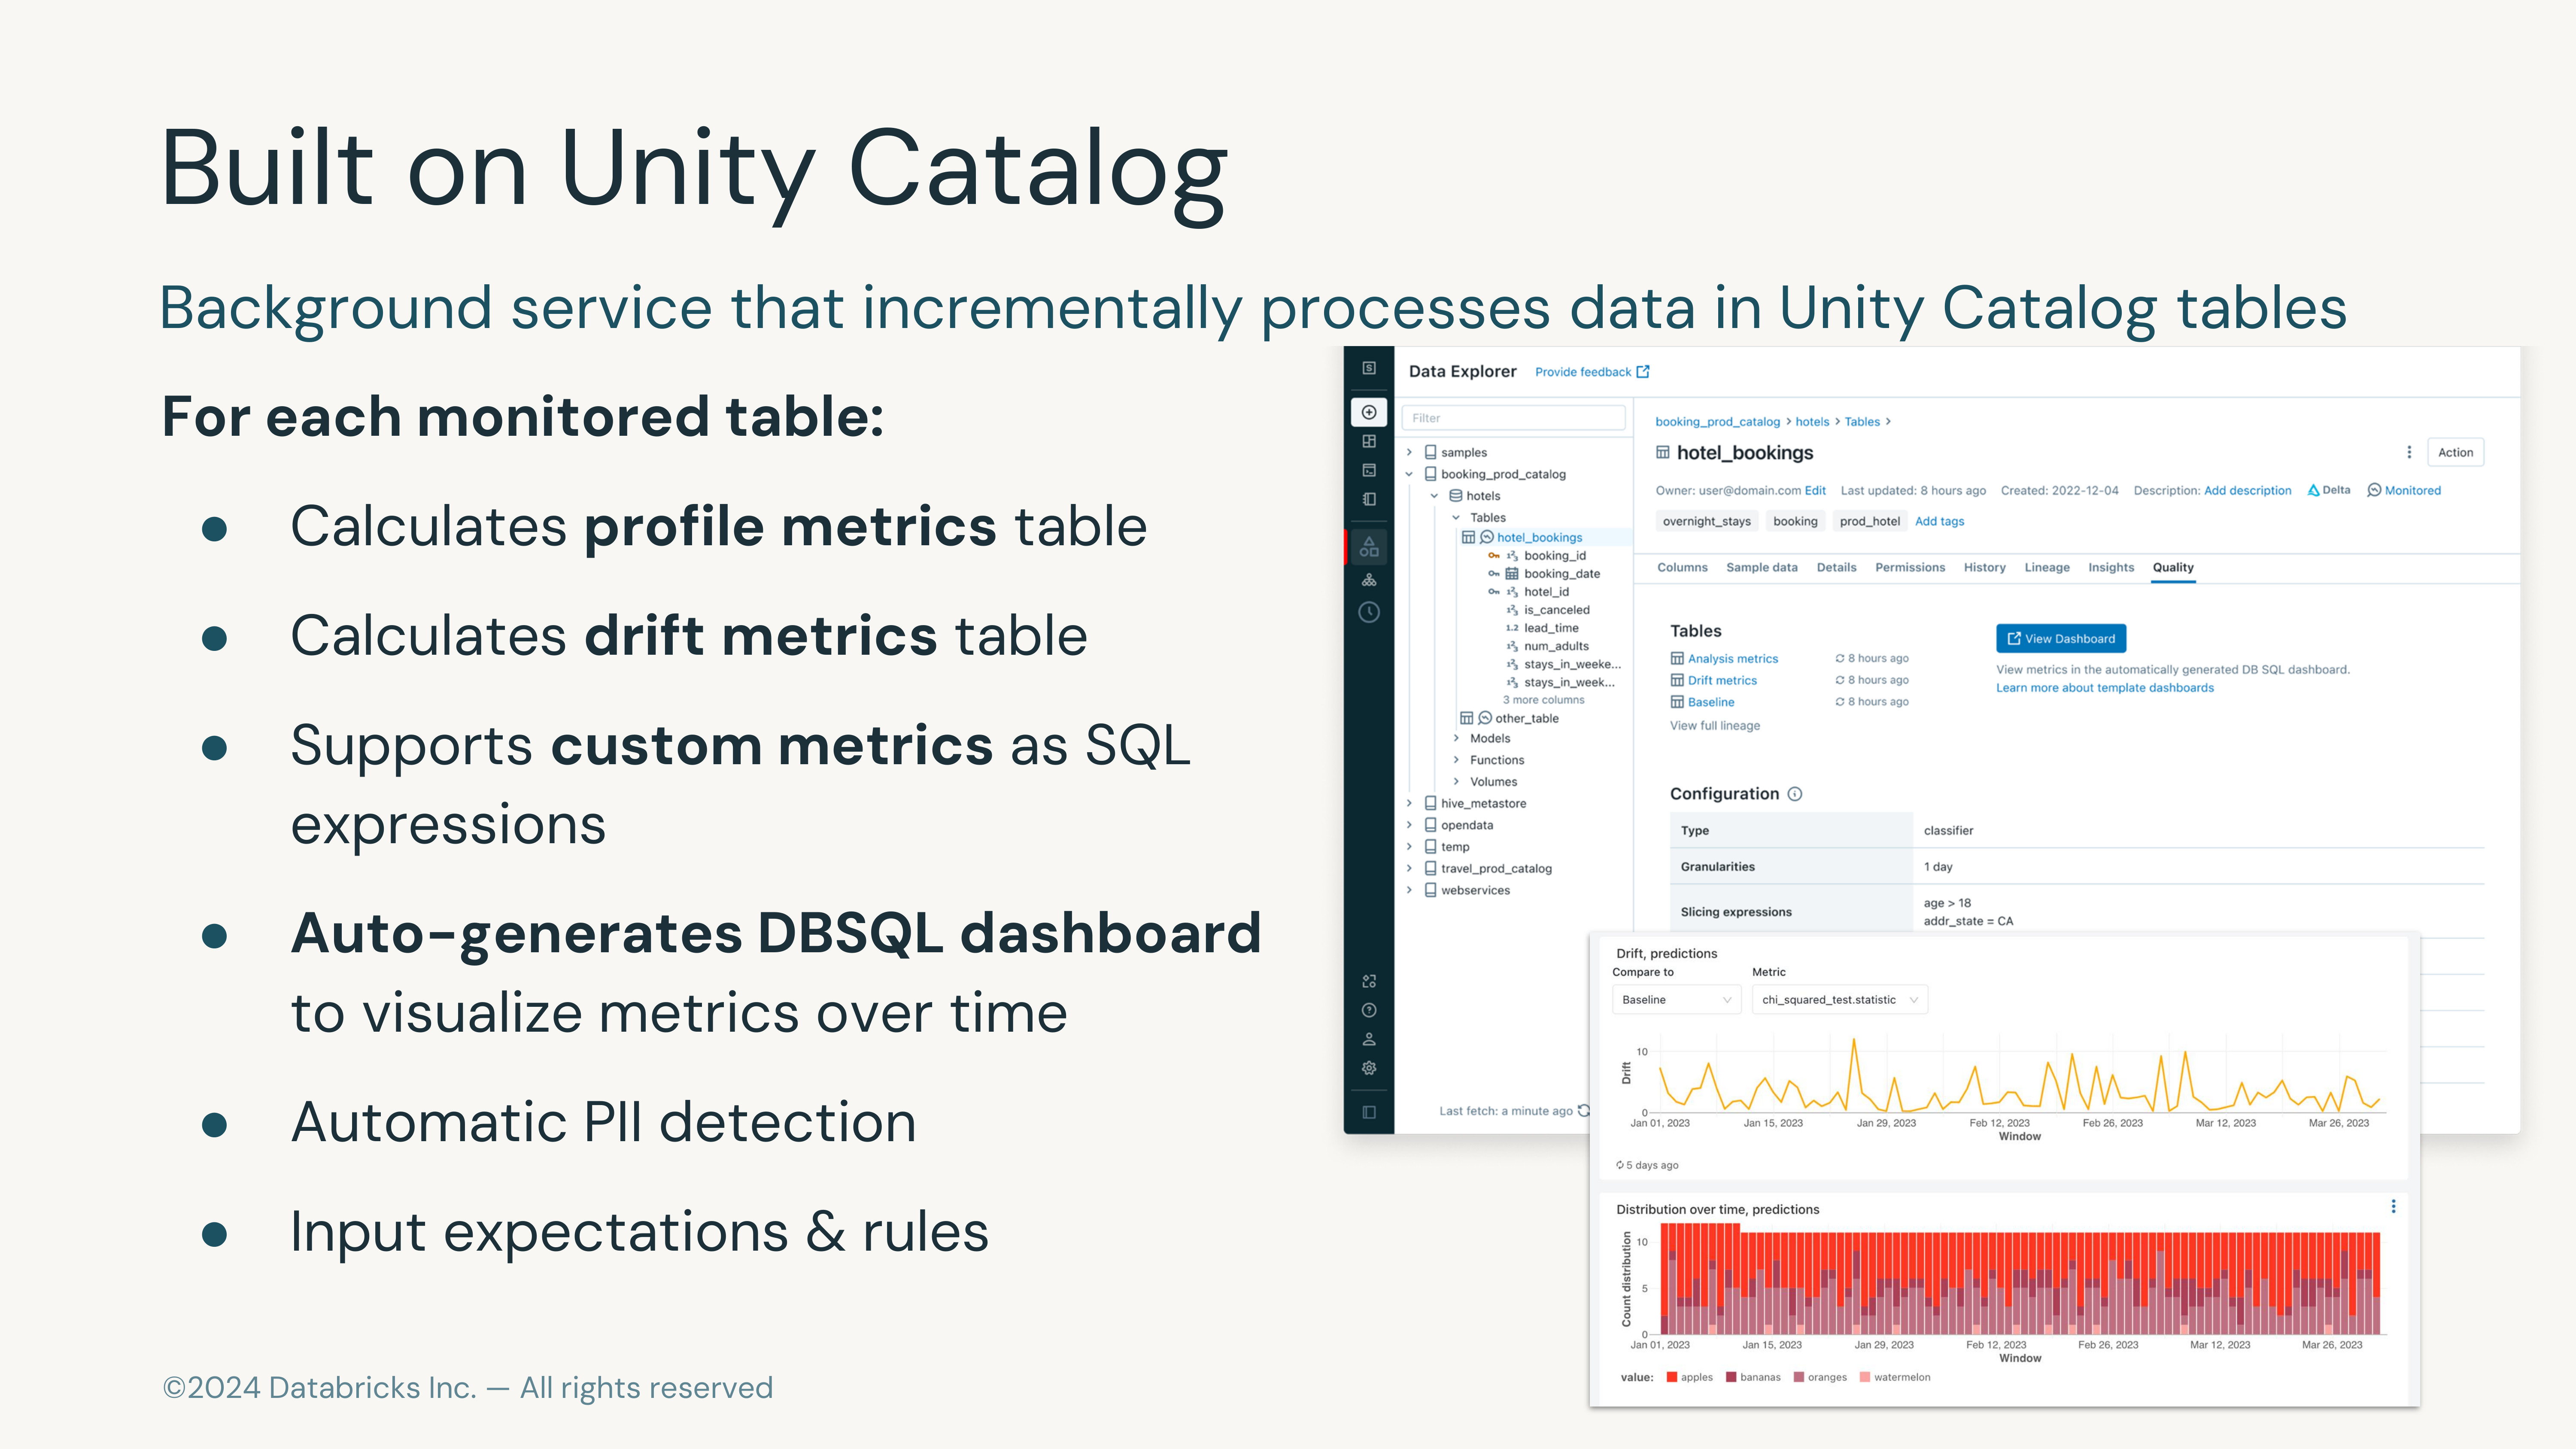 Built on Unity Catalog
Background service that incrementally processes data in Unity Catalog tables
For each monitored table:
● Calculates profile metrics table
● Calculates drift metrics table
● Supports custom metrics as SQL
expressions
● Auto-generates DBSQL dashboard
to visualize metrics over time
● Automatic PII detection
● Input expectations & rules
©2024 Databricks Inc. — All rights reserved
Data Explorer Provide feedback
Filter
samples
booking_prod_catalog
hotels
Tables
hotel_bookings
booking_id
booking_date
hotel_id
is_canceled
1.2 lead_time
num_adults
stays_in_weeke...
stays_in_week...
3 more columns
other_table
Models
Functions
Volumes
hive_metastore
opendata
temp
travel_prod_catalog
webservices
Last fetch: a minute ago
booking_prod_catalog > hotels > Tables >
hotel_bookings
Action
Owner: user@domain.com Edit Last updated: 8 hours ago Created: 2022-12-04 Description: Add description Delta Monitored
overnight_stays booking prod_hotel Add tags
Columns Sample data Details Permissions History Lineage Insights Quality
Tables
Analysis metrics 8 hours ago
Drift metrics 8 hours ago
Baseline 8 hours ago
View full lineage
View Dashboard
View metrics in the automatically generated DB SQL dashboard.
Learn more about template dashboards
Configuration
Type classifier
Granularities 1 day
Slicing expressions age > 18
addr_state = CA
Drift, predictions
Compare to Metric
Baseline chi_squared_test.statistic
Drift
10
0
Jan 01, 2023 Jan 15, 2023 Jan 29, 2023 Feb 12, 2023 Feb 26, 2023 Mar 12, 2023 Mar 26, 2023
Window
5 days ago
Distribution over time, predictions
Count distribution
10
5
0
Jan 01, 2023 Jan 15, 2023 Jan 29, 2023 Feb 12, 2023 Feb 26, 2023 Mar 12, 2023 Mar 26, 2023
Window
value: apples bananas oranges watermelon